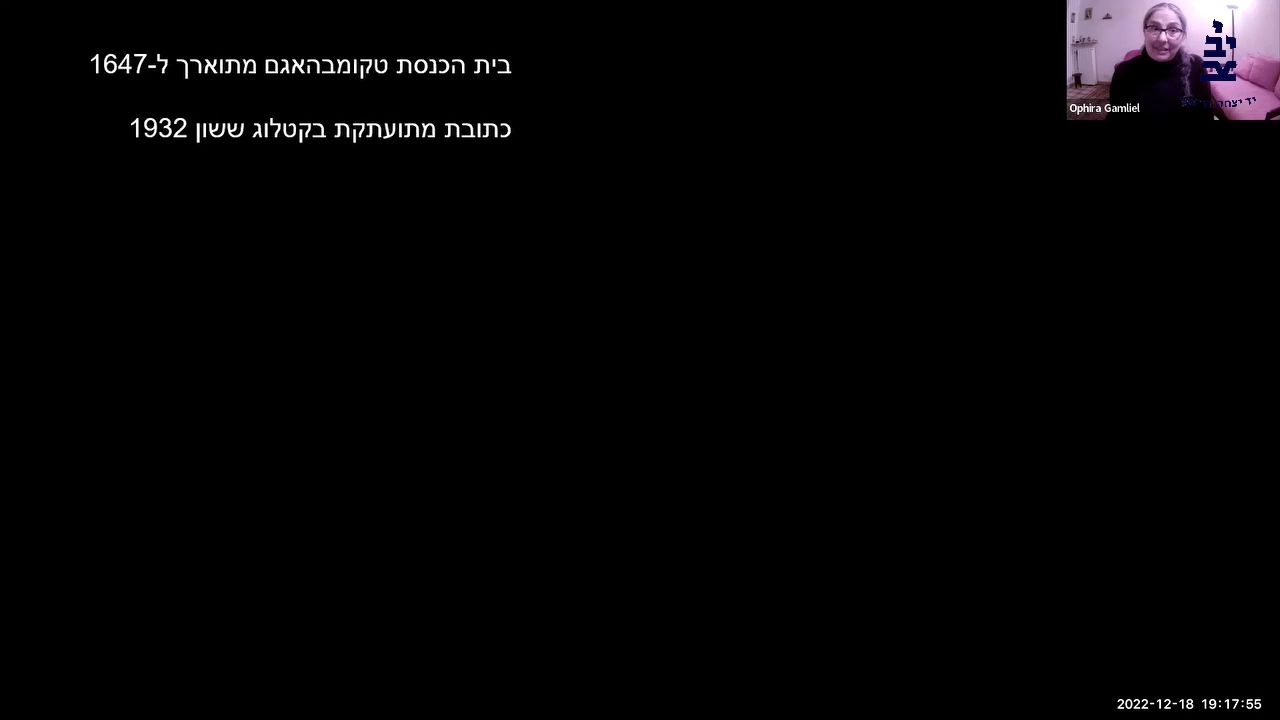 בית הכנסת טקומבהאגם מתוארך ל-1647
כתובת מתועתקת בקטלוג ששון 1932
Ophira Gamliel
2022-12-18 19:17:55